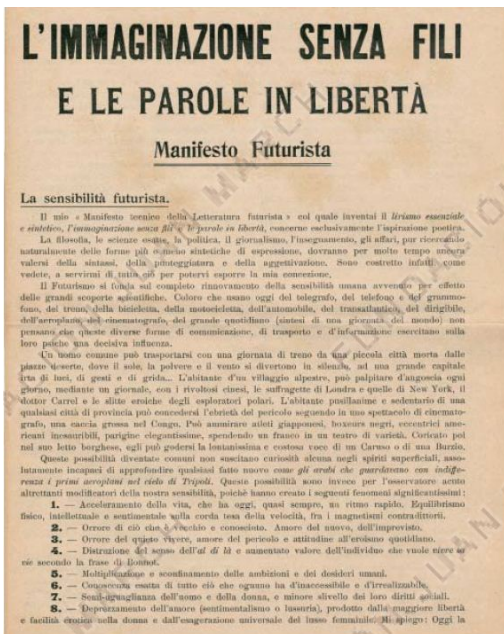 L'IMMAGINAZIONE SENZA FILI
E LE PAROLE IN LIBERTÀ
Manifesto Futurista
La sensibilità futurista.
Il mio « Manifesto tecnico della Letteratura futurista » col quale inventai il lirismo essenziale
e sintetico, l'immaginazione senza fili e le parole in libertà, concerne esclusivamente l'ispirazione poetica.
La filosofia, le scienze esatte, la politica, il giornalismo, l'insegnamento, gli affari, pur ricercando
naturalmente delle forme più o meno sintetiche di espressione, dovranno per molto tempo ancora
valersi della sintassi, della punteggiatura e della aggettivazione. Sono costretto infatti, come
vedete, a servirmi di tutto ciò per potervi esporre la mia concezione.
Il Futurismo si fonda sul completo rinnovamento della sensibilità umana avvenuto per effetto
delle grandi scoperte scientifiche. Coloro che usano oggi del telegrafo, del telefono e del grammo-
fono, del treno, della bicicletta, della motocicletta, dell'automobile, del transatlantico, del dirigibile,
dell'aeroplano, del cinematografo, del grande quotidiano (sintesi di una giornata del mondo) non
pensano che queste diverse forme di comunicazione, di trasporto e d'informazione esercitano sulla
loro psiche una decisiva influenza.
Un uomo comune può trasportarsi con una giornata di treno da una piccola città morta dalle
piazze deserte, dove il sole, la polvere e il vento si divertono in silenzio, ad una grande capitale
irta di luci, di gesti e di grida... L'abitante d'un villaggio alpestre, può palpitare d'angoscia ogni
giorno, mediante un giornale, con i rivoltosi cinesi, le suffragette di Londra e quelle di New York, il
dottor Carrel e le slitte eroiche degli esploratori polari. L'abitante pusillanime e sedentario di una
qualsiasi città di provincia può concedersi l'ebrietà del pericolo seguendo in uno spettacolo di cinemato-
grafo, una caccia grossa nel Congo. Può ammirare atleti giapponesi, boxeurs negri, eccentrici ame-
ricani inesauribili, parigine elegantissime, spendendo un franco in un teatro di varietà. Coricato poi
nel suo letto borghese, egli può godersi la lontanissima e costosa voce di un Caruso o di una Burzio.
Queste possibilità diventate comuni non suscitano curiosità alcuna negli spiriti superficiali, asso-
lutamente incapaci di approfondire qualsiasi fatto nuovo come gli arabi che guardavano con indiffe-
renza i primi aeroplani nel cielo di Tripoli. Queste possibilità sono invece per l'osservatore acuto
altrettanti modificatori della nostra sensibilità, poichè hanno creato i seguenti fenomeni significantissimi:
1. — Acceleramento della vita, che ha oggi, quasi sempre, un ritmo rapido. Equilibrismo
fisico, intellettuale e sentimentale sulla corda tesa della velocità, fra i magnetismi contradittorii.
2. — Orrore di ciò che è vecchio e conosciuto. Amore del nuovo, dell'imprevisto.
3. — Orrore del quieto vivere, amore del pericolo e attitudine all'eroismo quotidiano.
4. — Distruzione del senso dell'al di là e aumentato valore dell'individuo che vuole vivre sa
vie secondo la frase di Bonnot.
5. — Moltiplicazione e sconfinamento delle ambizioni e dei desideri umani.
6. — Conoscenza esatta di tutto ciò che ognuno ha d'inaccessibile e d'irrealizzabile.
7. — Semi-uguaglianza dell'uomo e della donna, e minore slivello dei loro diritti sociali.
8. — Deprezzamento dell'amore (sentimentalismo o lussuria), prodotto dalla maggiore libertà
e facilità erotica nella donna e dall'esagerazione universale del lusso femminile. Mi spiego: Oggi la